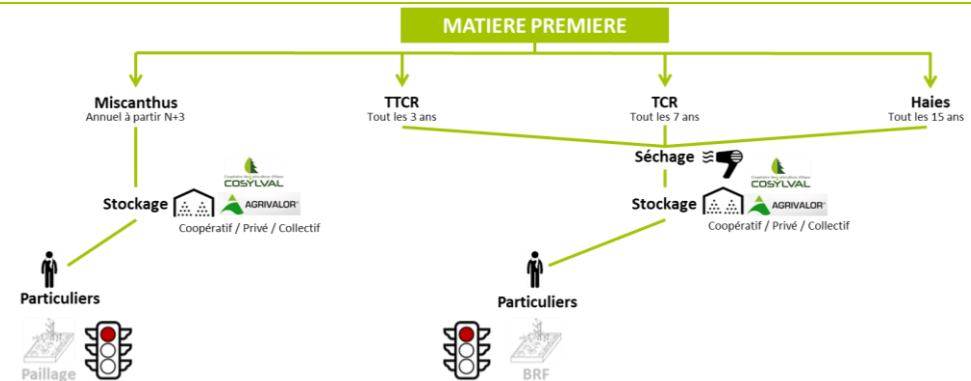 MATIERE PREMIERE
Miscanthus
Annuel à partir N+3
TTCR
Tout les 3 ans
TCR
Tout les 7 ans
Haies
Tout les 15 ans
Séchage
COSYLVAL
COSYLVAL
Stockage
AGRIVALOR
Stockage
AGRIVALOR
Coopératif / Privé / Collectif
Coopératif / Privé / Collectif
Particuliers
Particuliers
Paillage
BRF